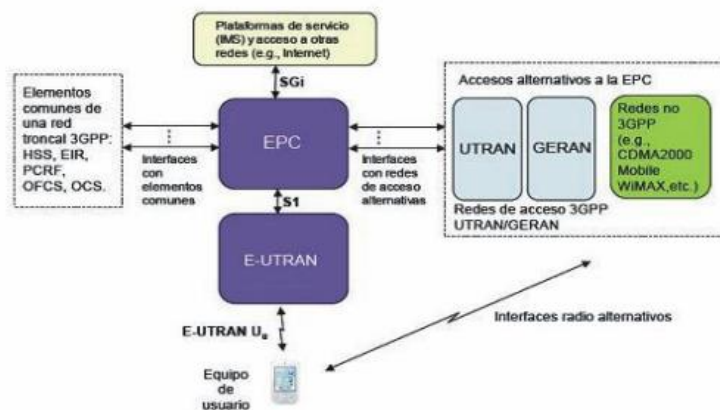 Plataformas de servicio
(IMS) y acceso a otras
redes (e.g., Internet)
SGi
Elementos
comunes de
una red
troncal 3GPP:
HSS, EIR,
PCRF,
OFCS, OCS.
Interfaces
con
elementos
comunes
EPC
S1
Interfaces
con redes
de acceso
alternativas
Accesos alternativos a la EPC
UTRAN
GERAN
Redes no
3GPP
(e.g.,
CDMA2000
Mobile
WiMAX,etc.)
Redes de acceso 3GPP
UTRAN/GERAN
E-UTRAN
E-UTRAN Uu
Interfaces radio alternativos
Equipo
de
usuario